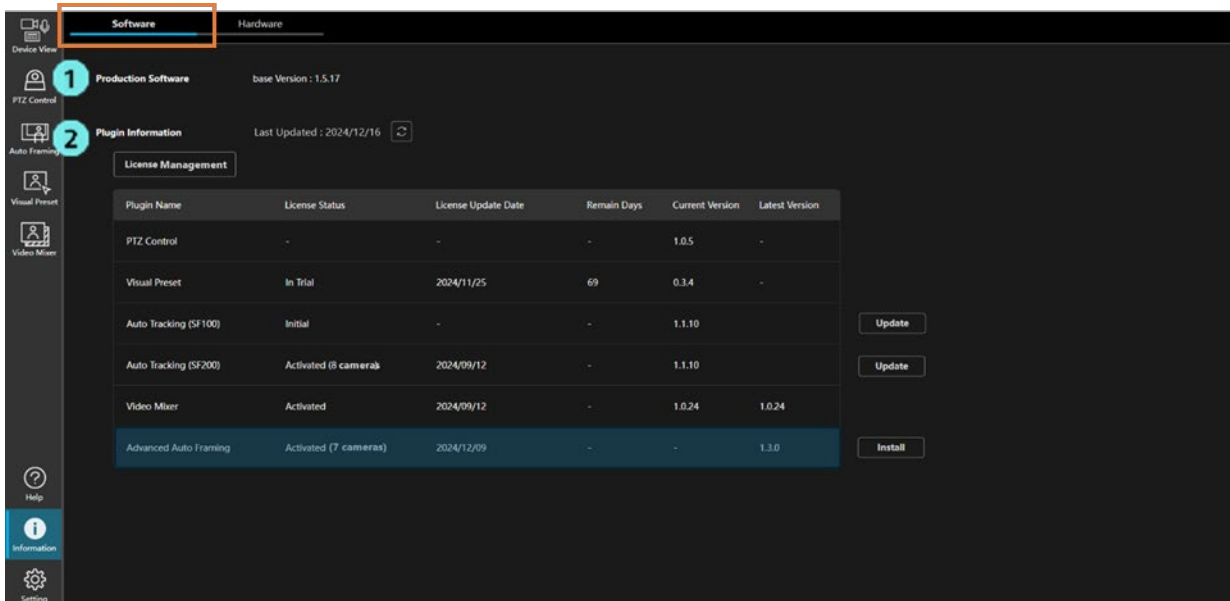 Software Hardware
Device View
1 Production Software base Version : 1.5.17
PTZ Control
2 Plugin Information Last Updated : 2024/12/16
Auto Framing
License Management
Visual Preset
Plugin Name License Status License Update Date Remain Days Current Version Latest Version
PTZ Control - - - 1.0.5 -
Video Mixer
Visual Preset In Trial 2024/11/25 69 0.3.4 -
Auto Tracking (SF100) Initial - - 1.1.10 Update
Auto Tracking (SF200) Activated (8 cameras) 2024/09/12 - 1.1.10 Update
Video Mixer Activated 2024/09/12 - 1.0.24 1.0.24
Advanced Auto Framing Activated (7 cameras) 2024/12/09 - - 1.3.0 Install
Help
Information
Setting